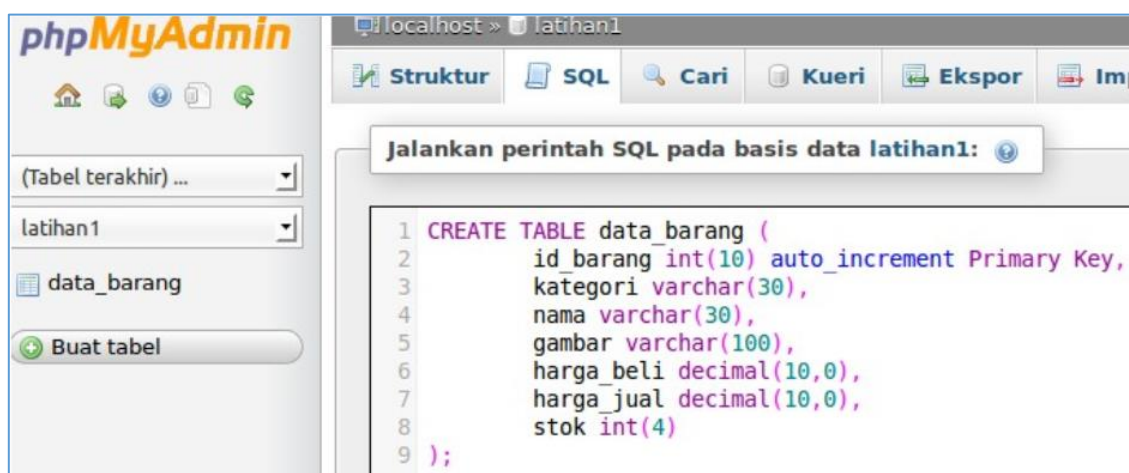 phpMyAdmin
(Tabel terakhir) ...
latihan1
data_barang
Buat tabel
localhost » latihan1
Struktur SQL Cari Kueri Ekspor
Jalankan perintah SQL pada basis data latihan1:
1 CREATE TABLE data_barang (
2 id_barang int(10) auto_increment Primary Key,
3 kategori varchar(30),
4 nama varchar(30),
5 gambar varchar(100),
6 harga_beli decimal(10,0),
7 harga_jual decimal(10,0),
8 stok int(4)
9 );